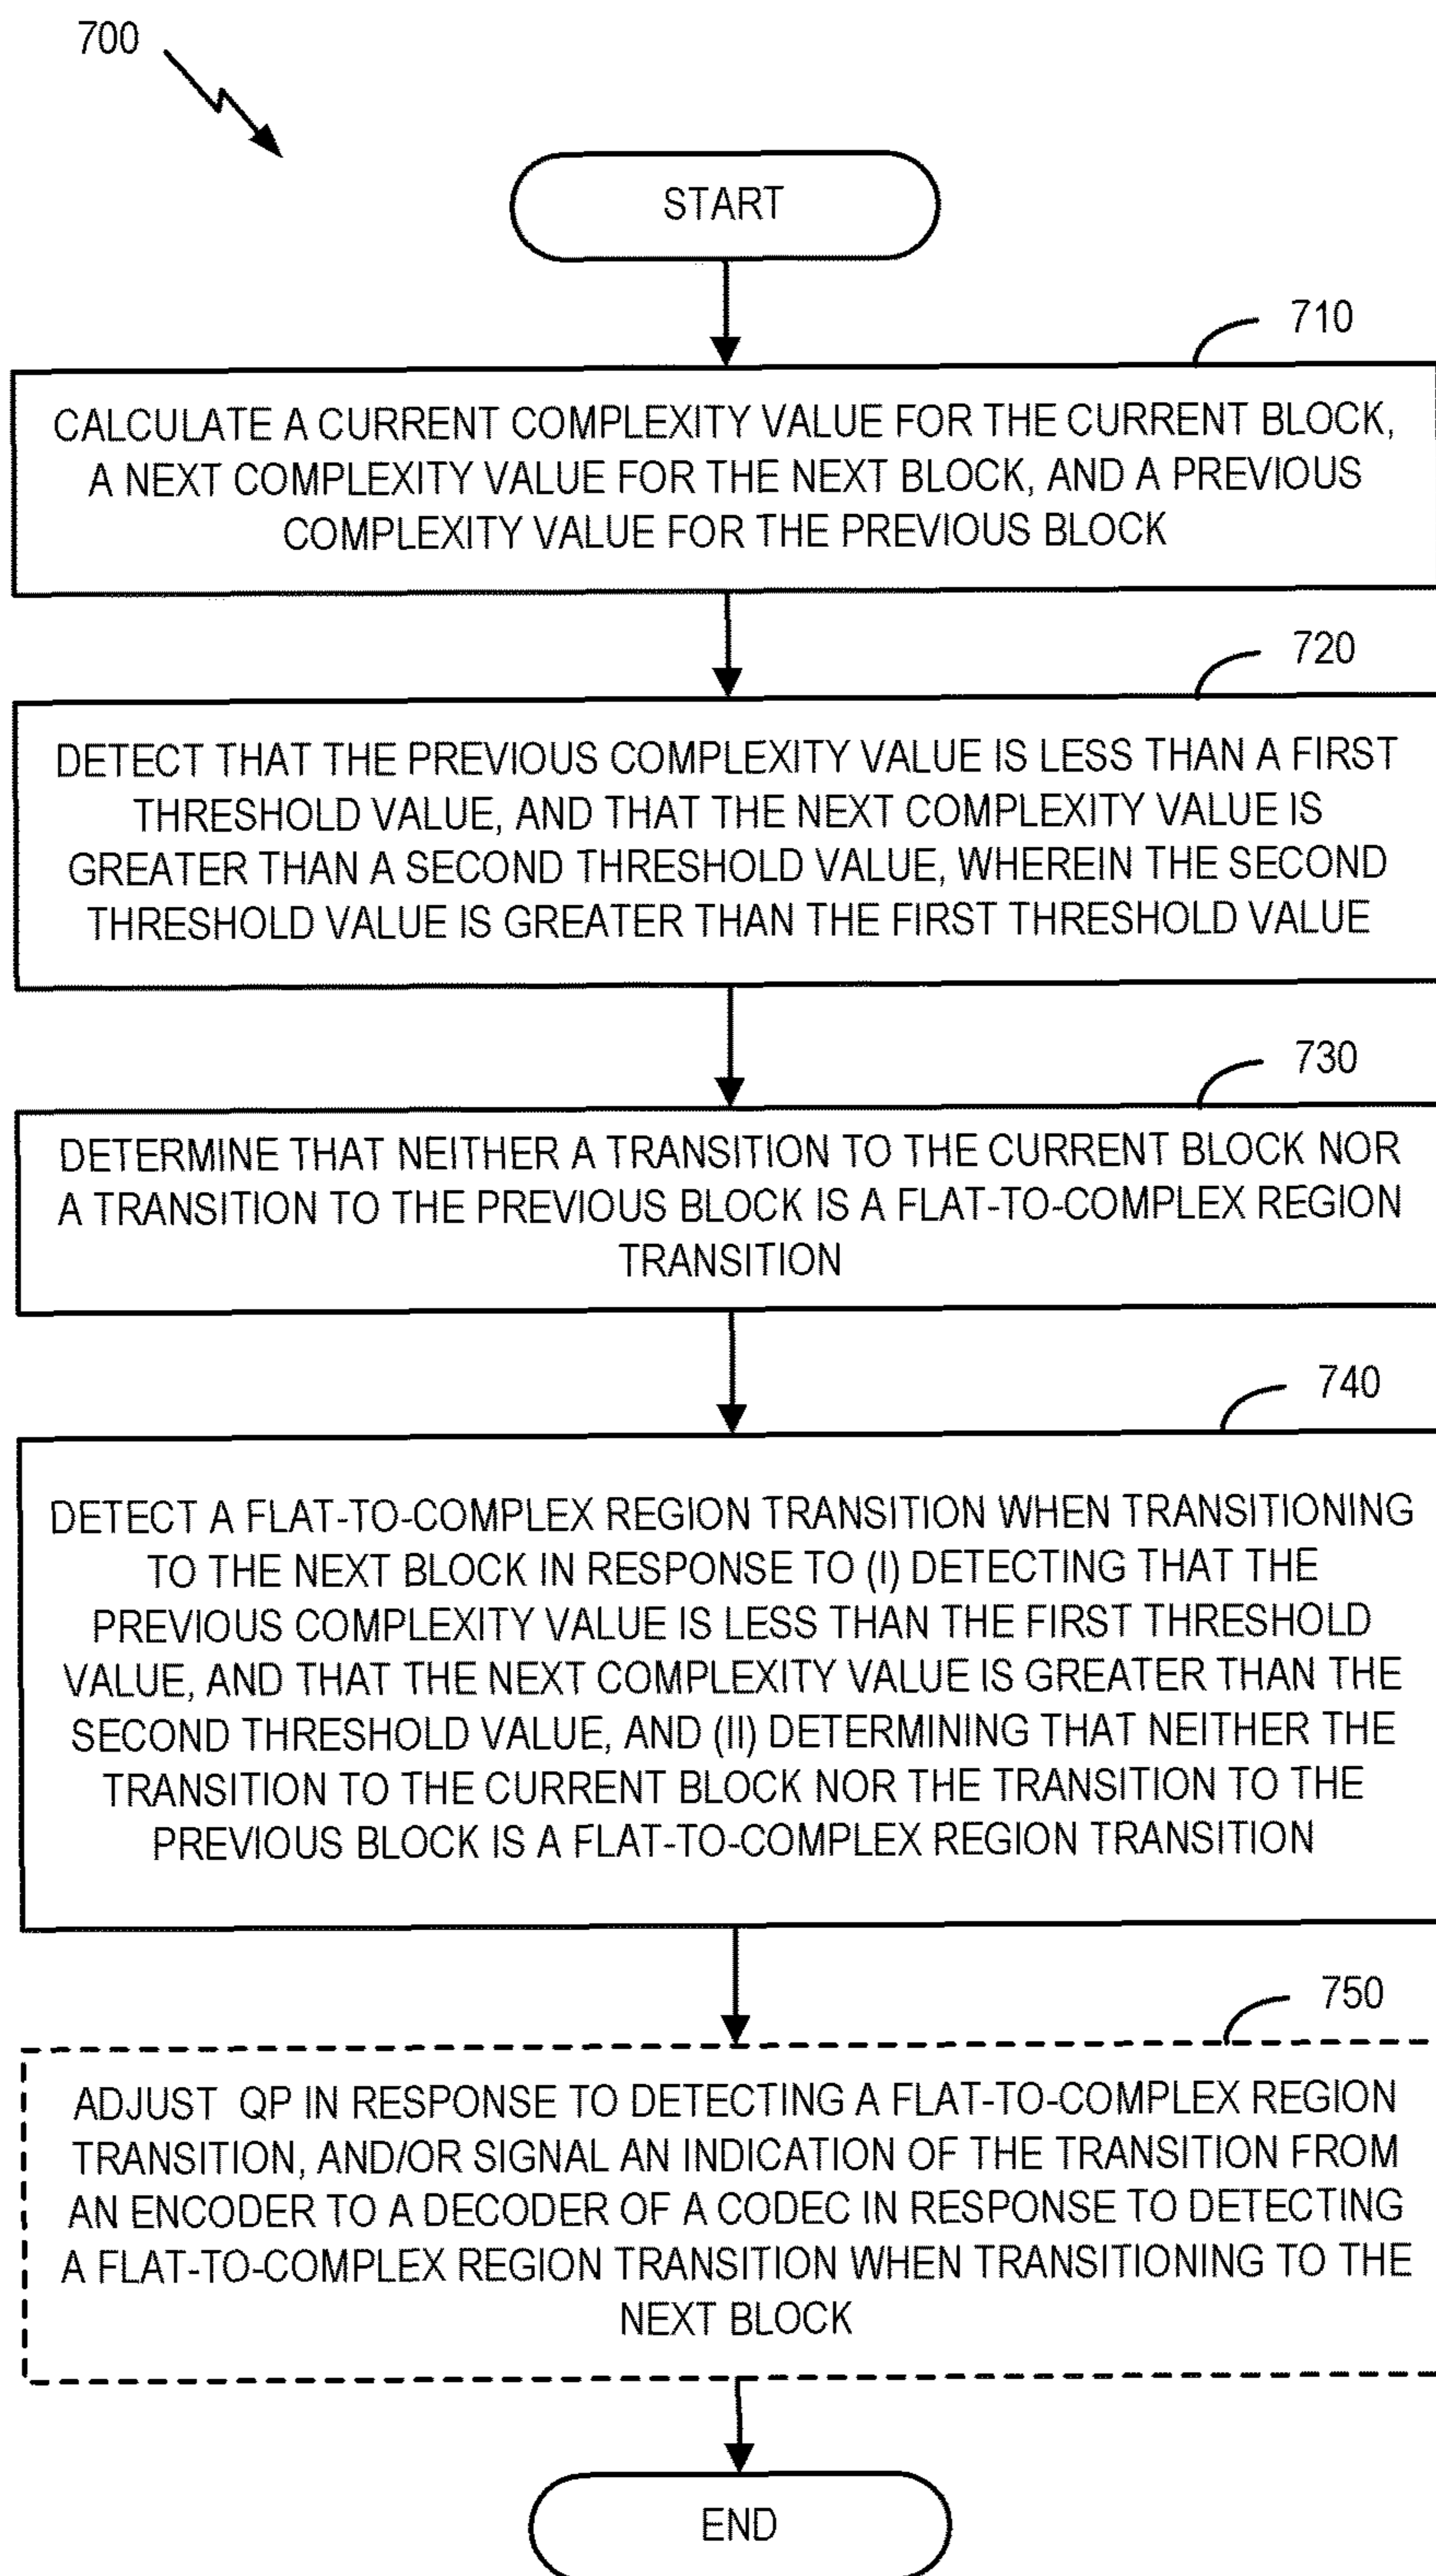 700
START
710
CALCULATE A CURRENT COMPLEXITY VALUE FOR THE CURRENT BLOCK,
A NEXT COMPLEXITY VALUE FOR THE NEXT BLOCK, AND A PREVIOUS
COMPLEXITY VALUE FOR THE PREVIOUS BLOCK
720
DETECT THAT THE PREVIOUS COMPLEXITY VALUE IS LESS THAN A FIRST
THRESHOLD VALUE, AND THAT THE NEXT COMPLEXITY VALUE IS
GREATER THAN A SECOND THRESHOLD VALUE, WHEREIN THE SECOND
THRESHOLD VALUE IS GREATER THAN THE FIRST THRESHOLD VALUE
730
DETERMINE THAT NEITHER A TRANSITION TO THE CURRENT BLOCK NOR
A TRANSITION TO THE PREVIOUS BLOCK IS A FLAT-TO-COMPLEX REGION
TRANSITION
740
DETECT A FLAT-TO-COMPLEX REGION TRANSITION WHEN TRANSITIONING
TO THE NEXT BLOCK IN RESPONSE TO (I) DETECTING THAT THE
PREVIOUS COMPLEXITY VALUE IS LESS THAN THE FIRST THRESHOLD
VALUE, AND THAT THE NEXT COMPLEXITY VALUE IS GREATER THAN THE
SECOND THRESHOLD VALUE, AND (II) DETERMINING THAT NEITHER THE
TRANSITION TO THE CURRENT BLOCK NOR THE TRANSITION TO THE
PREVIOUS BLOCK IS A FLAT-TO-COMPLEX REGION TRANSITION
750
ADJUST QP IN RESPONSE TO DETECTING A FLAT-TO-COMPLEX REGION
TRANSITION, AND/OR SIGNAL AN INDICATION OF THE TRANSITION FROM
AN ENCODER TO A DECODER OF A CODEC IN RESPONSE TO DETECTING
A FLAT-TO-COMPLEX REGION TRANSITION WHEN TRANSITIONING TO THE
NEXT BLOCK
END